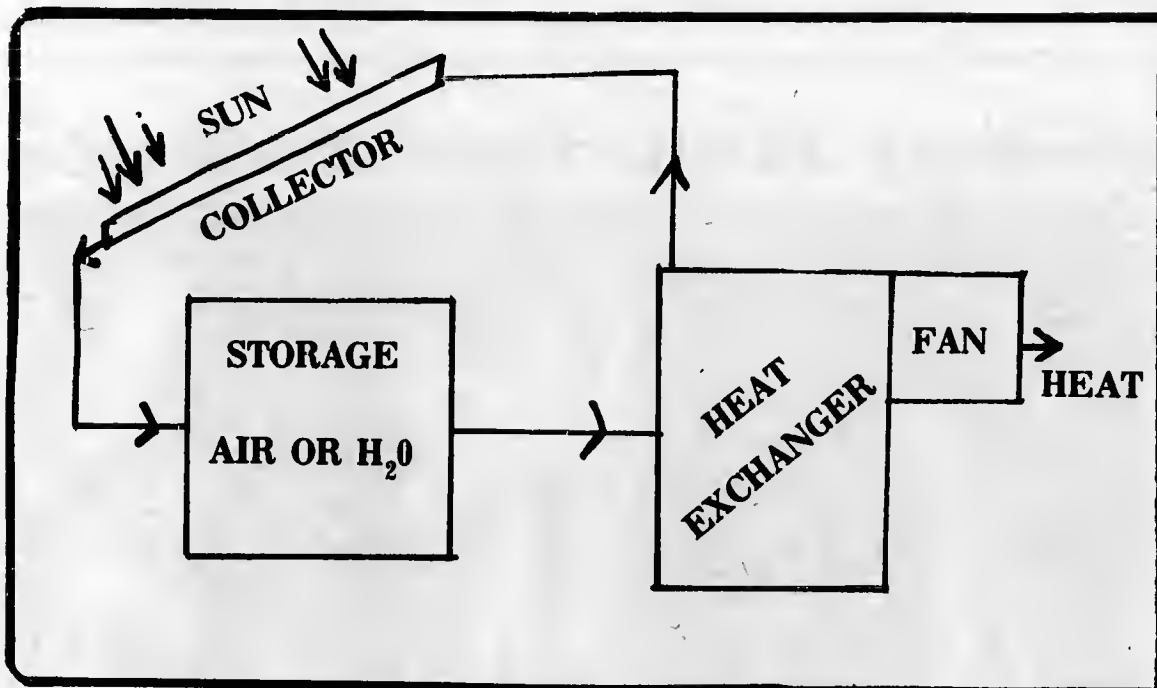 SUN
COLLECTOR
STORAGE
AIR OR H₂0
HEAT
EXCHANGER
FAN
HEAT